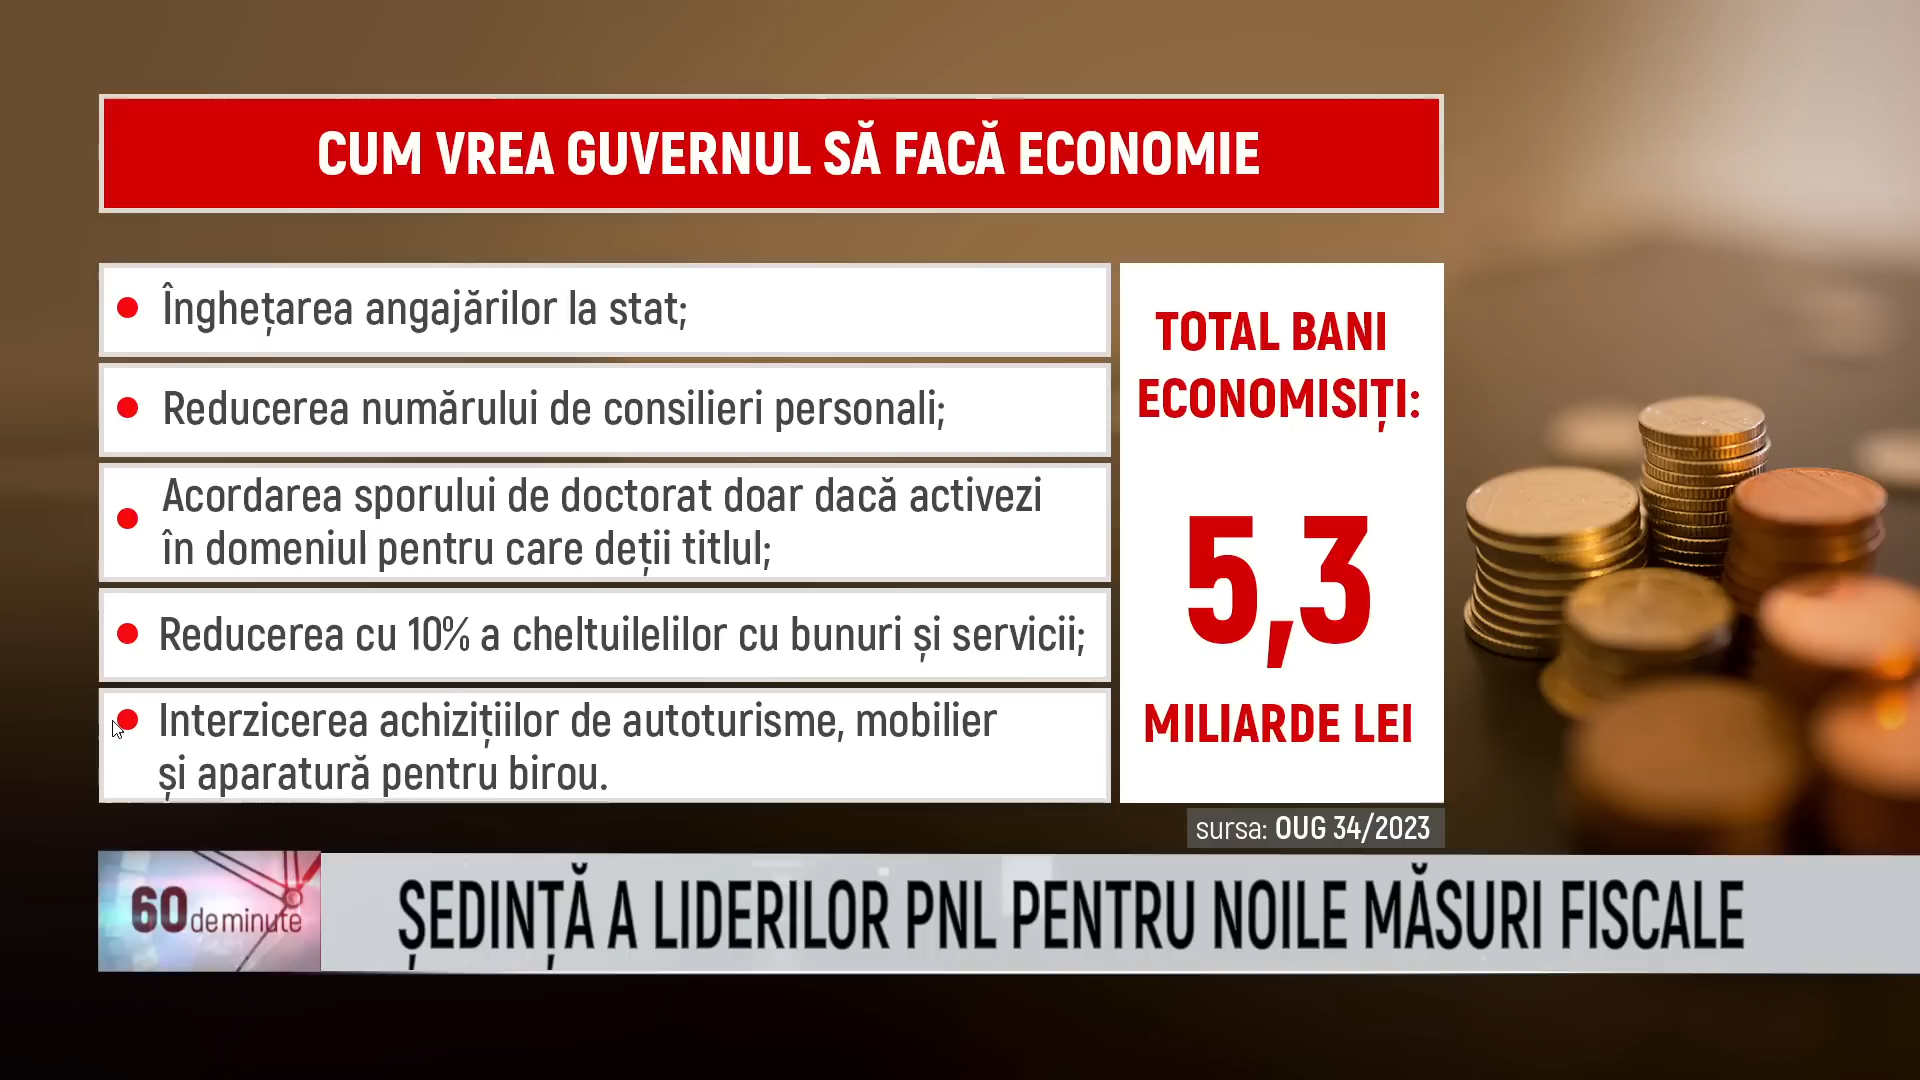 CUM VREA GUVERNUL SĂ FACĂ ECONOMIE
Înghețarea angajărilor la stat;
Reducerea numărului de consilieri personali;
Acordarea sporului de doctorat doar dacă activezi
în domeniul pentru care deții titlul;
Reducerea cu 10% a cheltuilelilor cu bunuri și servicii;
Interzicerea achizițiilor de autoturisme, mobilier
și aparatură pentru birou.
TOTAL BANI
ECONOMISIȚI:
5,3
MILIARDE LEI
sursa: OUG 34/2023
60 de minute
ȘEDINȚĂ A LIDERILOR PNL PENTRU NOILE MĂSURI FISCALE